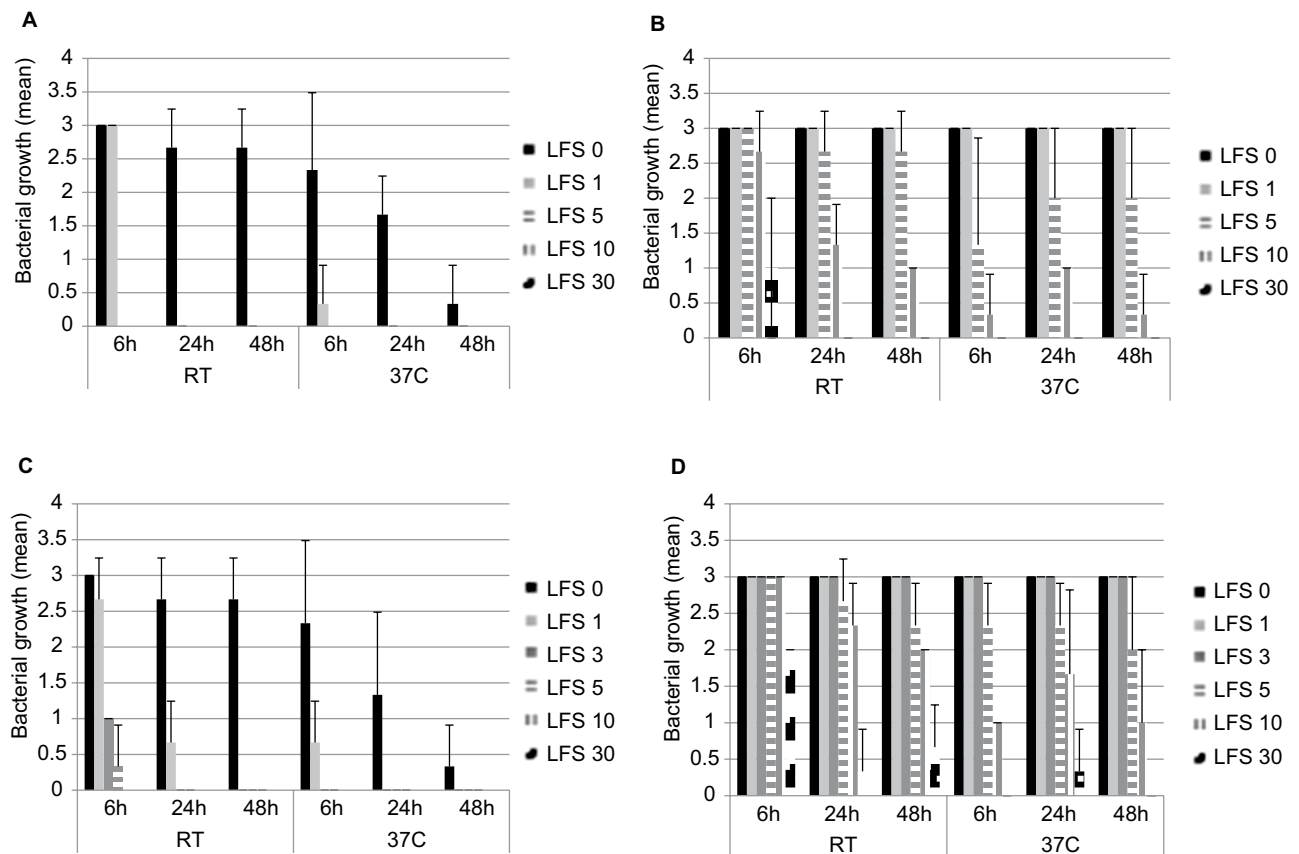 A
Bacterial growth (mean)
4
3.5
3
2.5
2
1.5
1
0.5
0
6h 24h 48h 6h 24h 48h
RT 37C
LFS 0
LFS 1
LFS 5
LFS 10
LFS 30
B
Bacterial growth (mean)
4
3.5
3
2.5
2
1.5
1
0.5
0
6h 24h 48h 6h 24h 48h
RT 37C
LFS 0
LFS 1
LFS 5
LFS 10
LFS 30
C
Bacterial growth (mean)
4
3.5
3
2.5
2
1.5
1
0.5
0
6h 24h 48h 6h 24h 48h
RT 37C
LFS 0
LFS 1
LFS 3
LFS 5
LFS 10
LFS 30
D
Bacterial growth (mean)
4
3.5
3
2.5
2
1.5
1
0.5
0
6h 24h 48h 6h 24h 48h
RT 37C
LFS 0
LFS 1
LFS 3
LFS 5
LFS 10
LFS 30